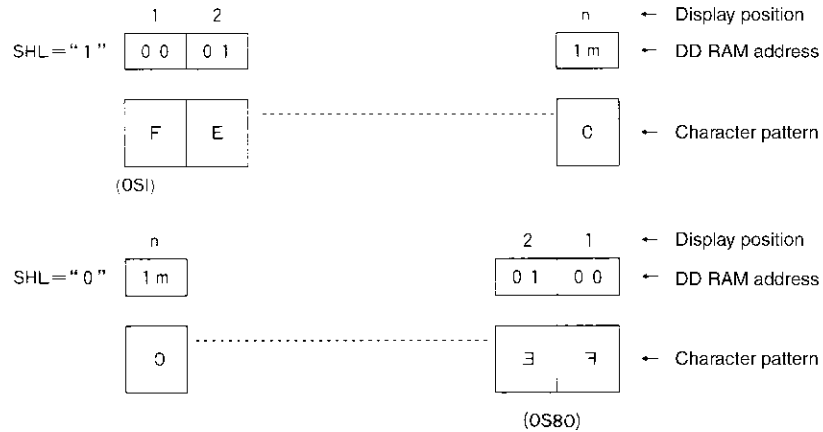 1 2 n ← Display position
SHL＝“1” 0 0 0 1 1 m ← DD RAM address
F E C ← Character pattern
(OS1)
n 2 1 ← Display position
SHL＝“0” 1 m 0 1 0 0 ← DD RAM address
Ɔ Ǝ ꟻ ← Character pattern
(OS80)